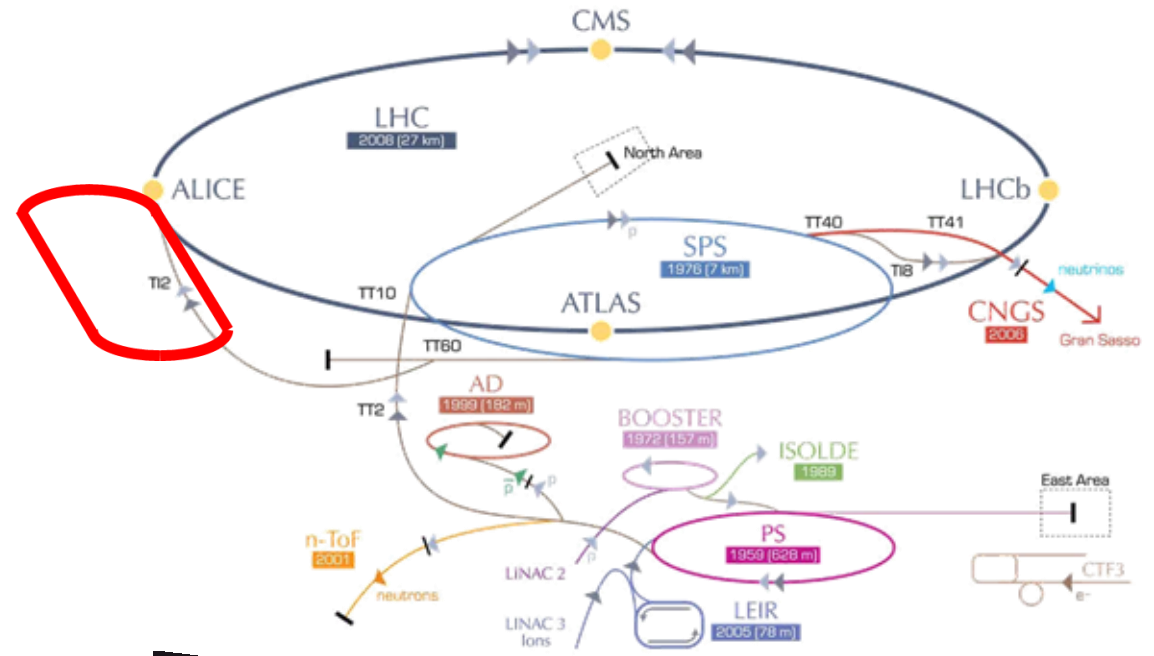 CMS
LHC
2008 (27 km)
North Area
ALICE
LHCb
TT40
TT41
p
SPS
1976 (7 km)
TI8
neutrinos
TI2
TT10
ATLAS
CNGS
2006
Gran Sasso
TT60
AD
1999 (182 m)
TT2
BOOSTER
1972 (157 m)
ISOLDE
1989
p
p
East Area
n-ToF
2001
PS
1959 (628 m)
p
LINAC 2
neutrons
CTF3
e-
LEIR
2005 (78 m)
LINAC 3
Ions